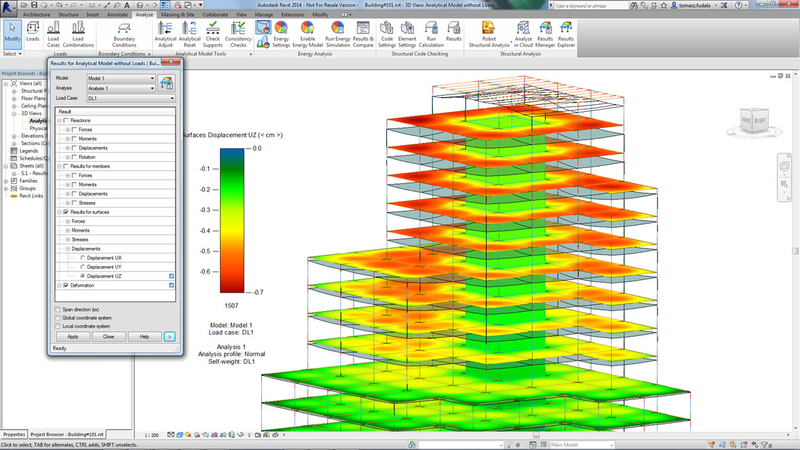 Autodesk Revit 2014 - Not For Resale Version - Building#101.rvt - 3D View: Analytical Model without Loads
Type a keyword or phrase
tomasz.fudala
Architecture Structure Insert Annotate Analyze Massing & Site Collaborate View Manage Extensions Modify
Modify
Loads
Load Cases
Load Combinations
Boundary Conditions
Analytical Adjust
Analytical Reset
Check Supports
Consistency Checks
Energy Settings
Enable Energy Model
Run Energy Simulation
Results & Compare
Code Settings
Element Settings
Run Calculation
Results
Robot Structural Analysis
Analyze in Cloud
Results Manager
Results Explorer
Select
Loads
Boundary Conditions
Analytical Model Tools
Energy Analysis
Structural Code Checking
Structural Analysis
Project Browser - Building#101.rvt
Views (all)
Structural P
Floor Plans
Ceiling Plan
3D Views
Analyti
Physical
Elevations (
Sections (C
Legends
Schedules/Q
Sheets (all)
S.1 - Results
Families
Groups
Revit Links
Results for Analytical Model without Loads | Bui...
Model: Model 1
Analysis: Analysis 1
Load Case: DL1
Result
Reactions
Forces
Moments
Displacements
Rotation
Results for members
Forces
Moments
Displacements
Stresses
Results for surfaces
Forces
Moments
Stresses
Displacements
Displacement UX
Displacement UY
Displacement UZ
Deformation
Span direction (xx)
Global coordinate system
Local coordinate system
Apply Close Help >
Ready
urfaces Displacement UZ (< cm >
0.0
-0.1
-0.2
-0.3
-0.4
-0.5
-0.6
-0.7
1507
Model: Model 1
Load case: DL1
Analysis 1
Analysis profile: Normal
Self-weight: DL1
FRONT RIGHT
Properties Project Browser - Building#101.rvt
1 : 200
Click to select, TAB for alternates, CTRL adds, SHIFT unselects.
Main Model